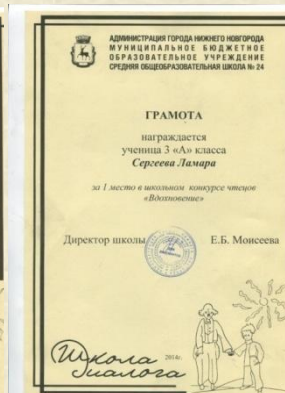 АДМИНИСТРАЦИЯ ГОРОДА НИЖНЕГО НОВГОРОДА
МУНИЦИПАЛЬНОЕ БЮДЖЕТНОЕ
ОБРАЗОВАТЕЛЬНОЕ УЧРЕЖДЕНИЕ
СРЕДНЯЯ ОБЩЕОБРАЗОВАТЕЛЬНАЯ ШКОЛА № 24
ГРАМОТА
награждается
ученица 3 «А» класса
Сергеева Ламара
за 1 место в школьном конкурсе чтецов
«Вдохновение»
Директор школы Е.Б. Моисеева
Школа 2014г.
диалога